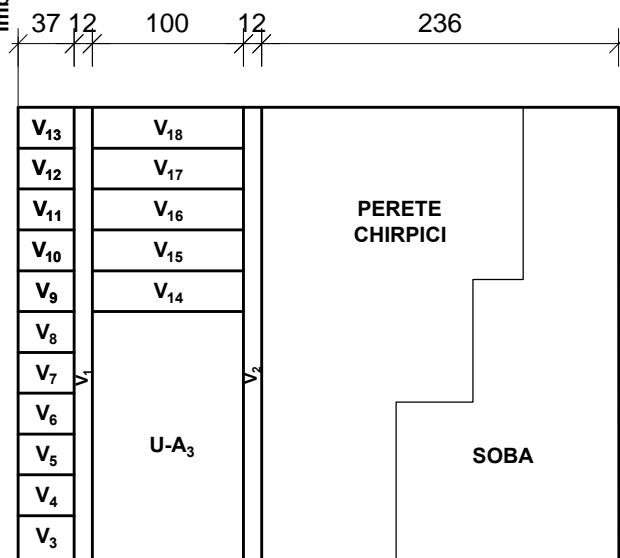 37 12 100 12 236
V13 V18
V12 V17
V11 V16
PERETE
CHIRPICI
V10 V15
V9 V14
V8
V7 V1 V2
V6
V5 U-A3 SOBA
V4
V3